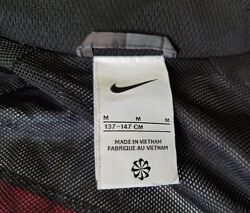 M M M
137-147 CM
MADE IN VIETNAM
FABRIQUÉ AU VIETNAM